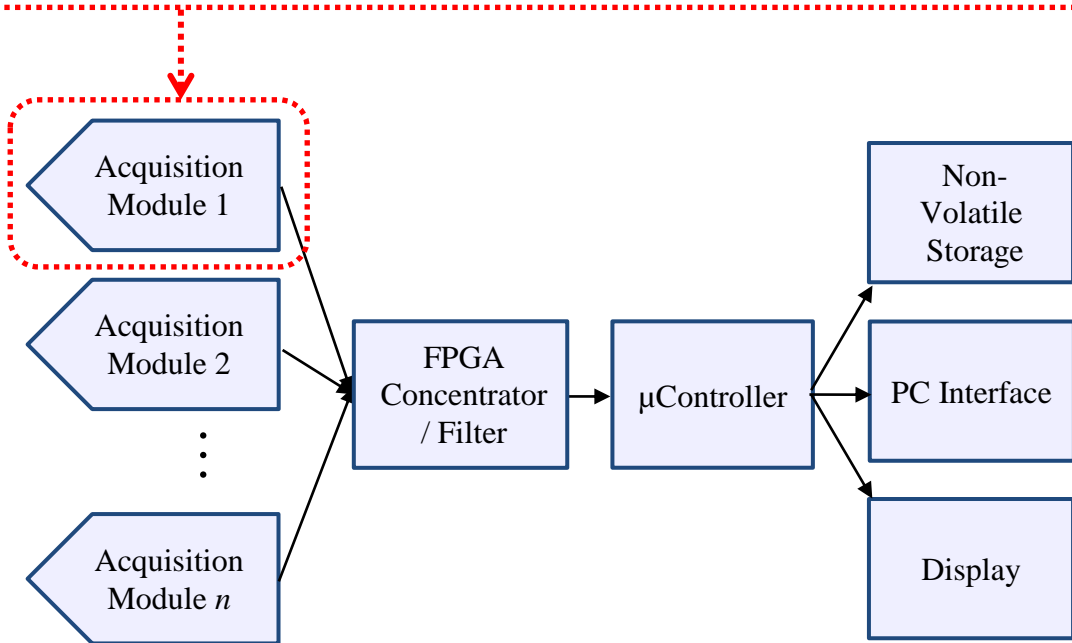 Acquisition
Module 1
Acquisition
Module 2
Acquisition
Module n
FPGA
Concentrator
/ Filter
μController
Non-
Volatile
Storage
PC Interface
Display